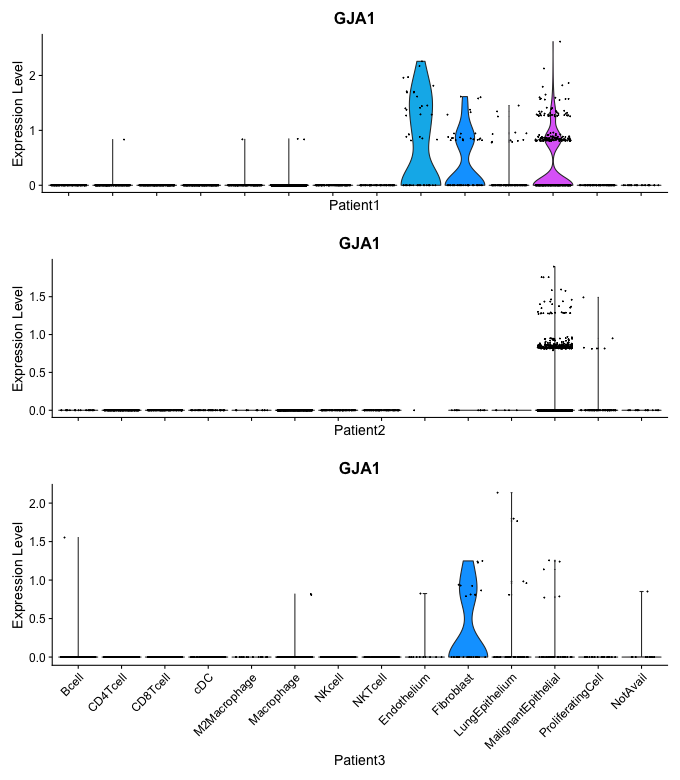 GJA1
Expression Level
2
1
0
Patient1
GJA1
Expression Level
1.5
1.0
0.5
0.0
Patient2
GJA1
Expression Level
2.0
1.5
1.0
0.5
0.0
Bcell
CD4Tcell
CD8Tcell
cDC
M2Macrophage
Macrophage
NKcell
NKTcell
Endothelium
Fibroblast
LungEpithelium
MalignantEpithelial
ProliferatingCell
NotAvail
Patient3